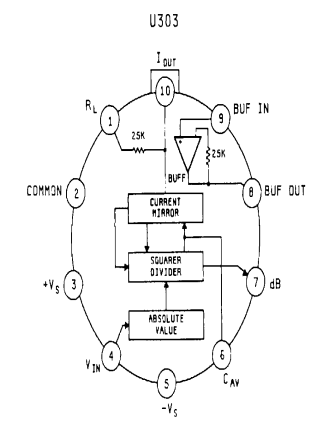 U303
I OUT
10
R L
1
9
BUF IN
25K
25K
BUFF
COMMON
2
8
BUF OUT
CURRENT
MIRROR
SQUARER
DIVIDER
+V S
3
7
dB
ABSOLUTE
VALUE
V IN
4
6
C AV
5
-V S